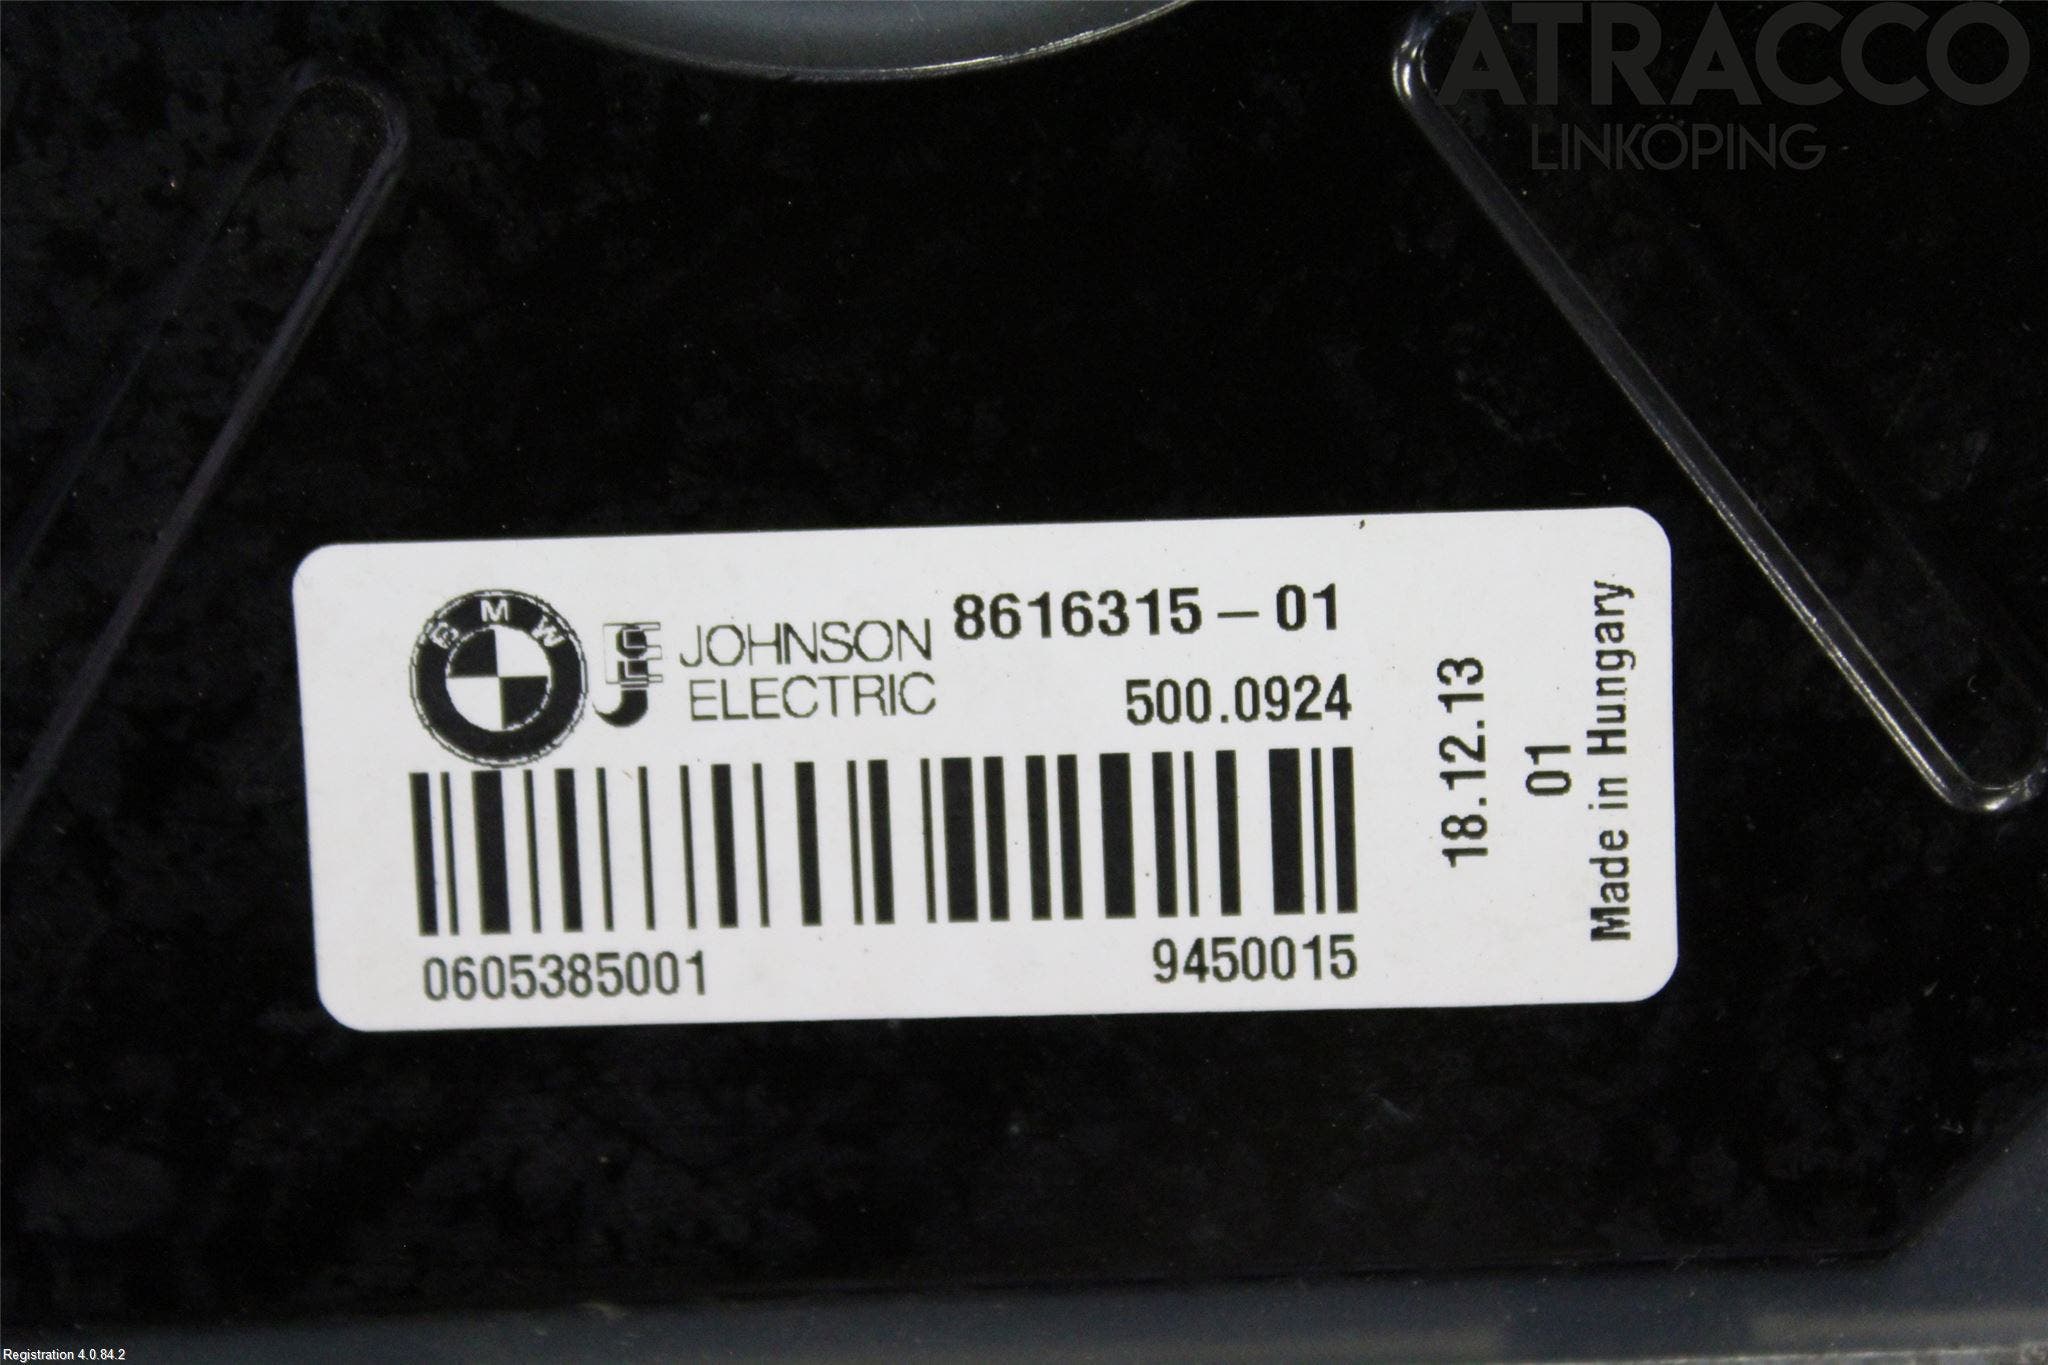 ATRACCO
LINKÖPING
BMW
JOHNSON
ELECTRIC
8616315-01
500.0924
0605385001
9450015
18.12.13
01
Made in Hungary
Registration 4.0.84.2